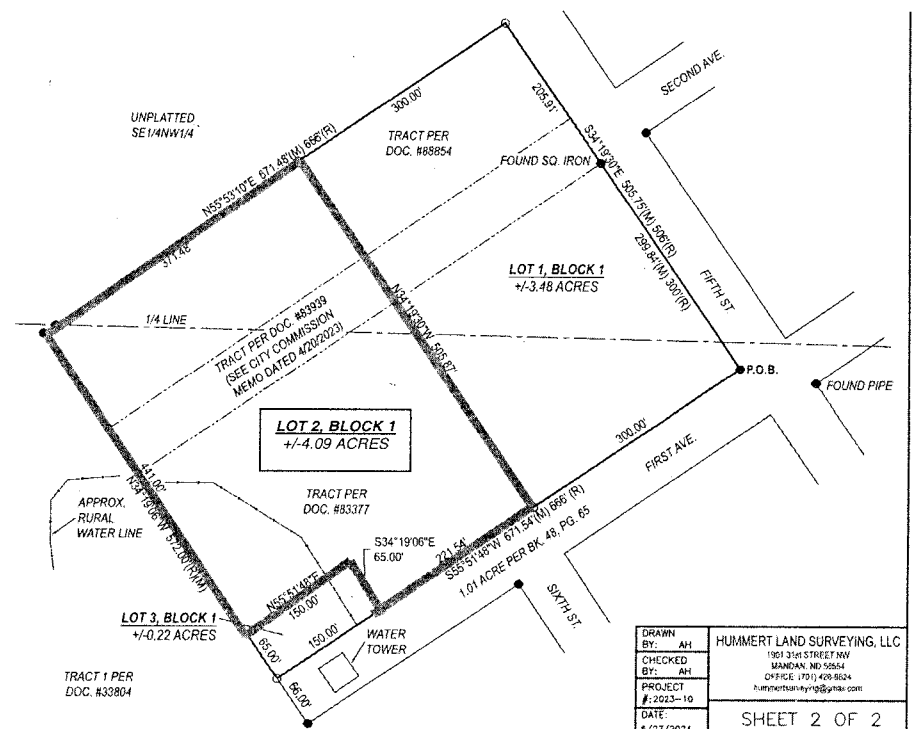 UNPLATTED
SE1/4NW1/4
300.00'
205.91'
SECOND AVE.
TRACT PER
DOC. #88854
FOUND SQ. IRON
N55°53'10"E 671.48'(M) 666'(R)
371.48'
S34°19'30"E 505.75'(M) 506'(R)
299.84'(M) 300'(R)
FIFTH ST.
LOT 1, BLOCK 1
+/-3.48 ACRES
1/4 LINE
TRACT PER DOC. #83939
(SEE CITY COMMISSION
MEMO DATED 4/20/2023)
N34°19'30"W 505.87'
P.O.B.
FOUND PIPE
LOT 2, BLOCK 1
+/-4.09 ACRES
300.00'
FIRST AVE.
441.00'
N34°19'06"W 572.00'(R)(M)
APPROX.
RURAL
WATER LINE
TRACT PER
DOC. #83377
S34°19'06"E
65.00'
221.54'
S55°51'48"W 671.54'(M) 666' (R)
1.01 ACRE PER BK. 48, PG. 65
N55°51'48"E
150.00'
LOT 3, BLOCK 1
+/-0.22 ACRES
65.00'
150.00'
WATER
TOWER
SIXTH ST.
TRACT 1 PER
DOC. #33804
66.00'
DRAWN
BY: AH
CHECKED
BY: AH
PROJECT
#: 2023-10
DATE:
HUMMERT LAND SURVEYING, LLC
1901 31st STREET NW
MANDAN, ND 58554
OFFICE: (701)
SHEET 2 OF 2